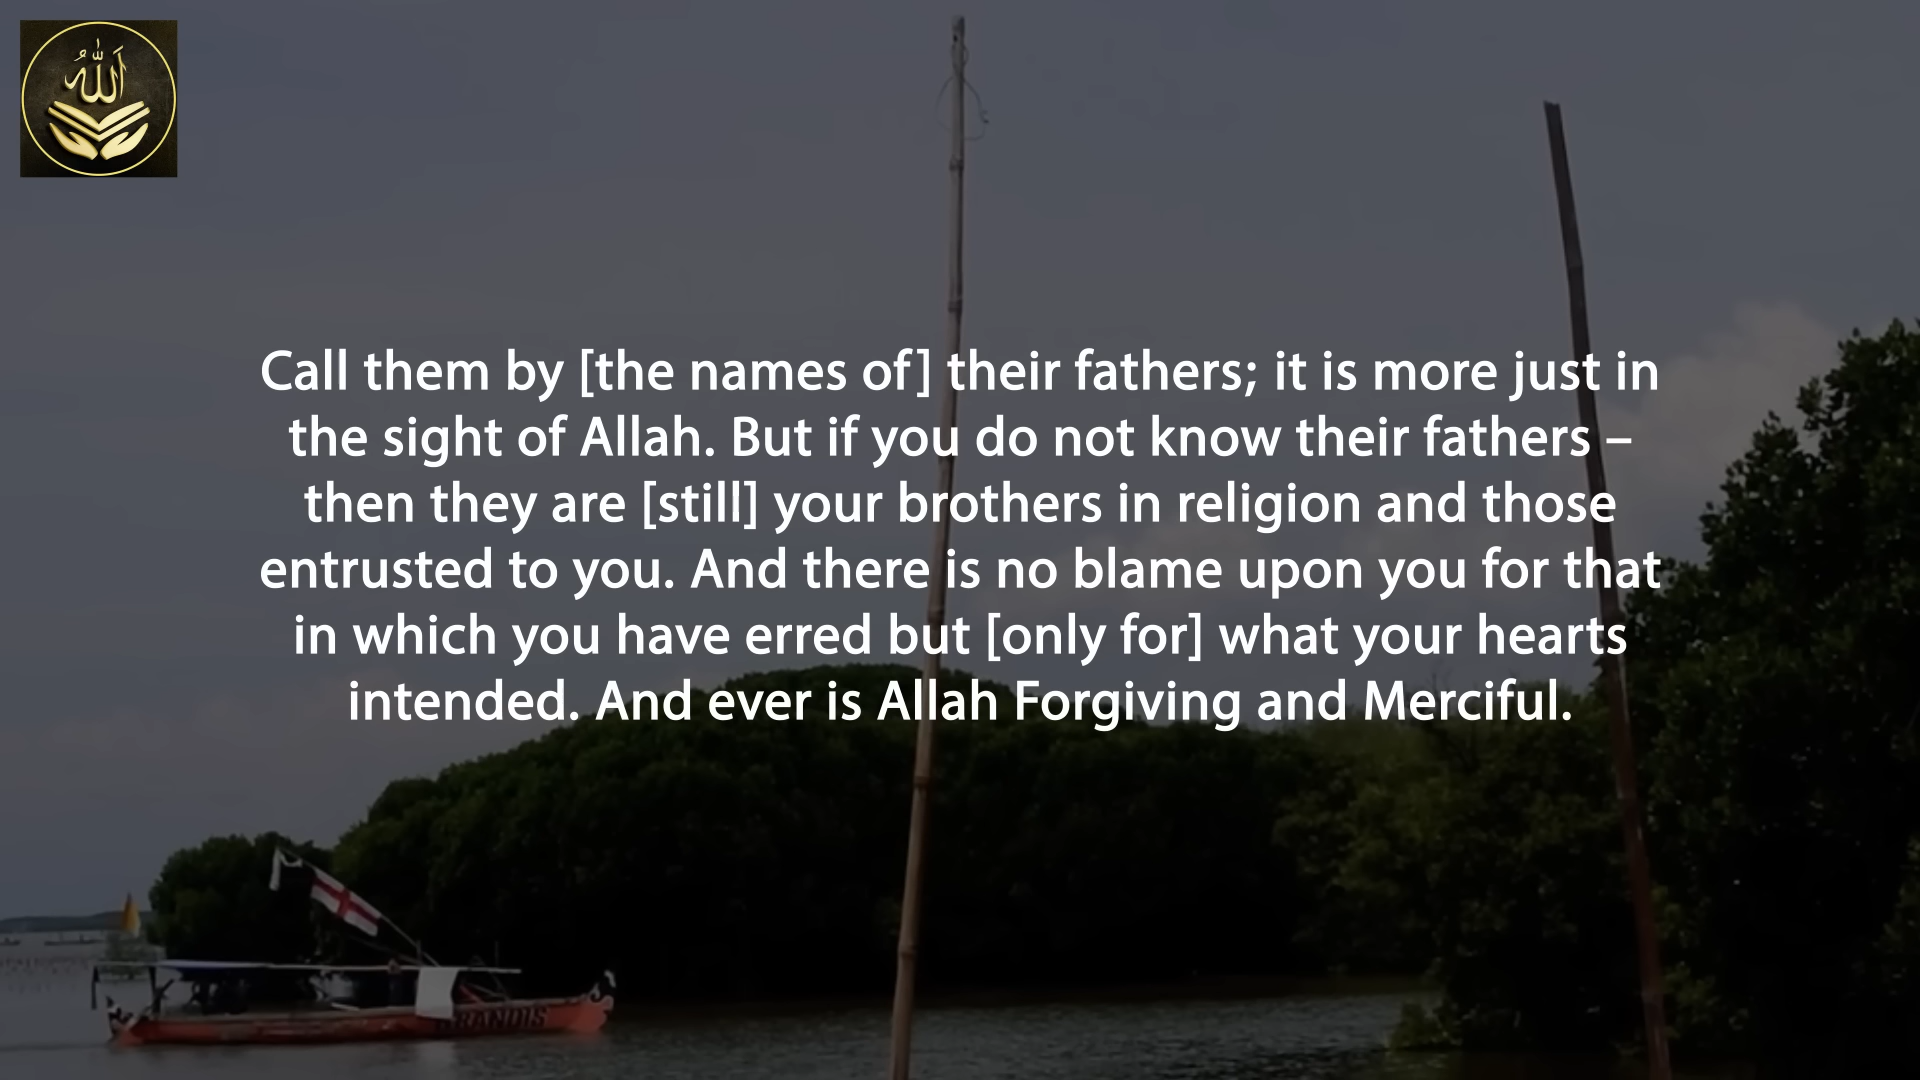 الله
Call them by [the names of] their fathers; it is more just in
the sight of Allah. But if you do not know their fathers –
then they are [still] your brothers in religion and those
entrusted to you. And there is no blame upon you for that
in which you have erred but [only for] what your hearts
intended. And ever is Allah Forgiving and Merciful.